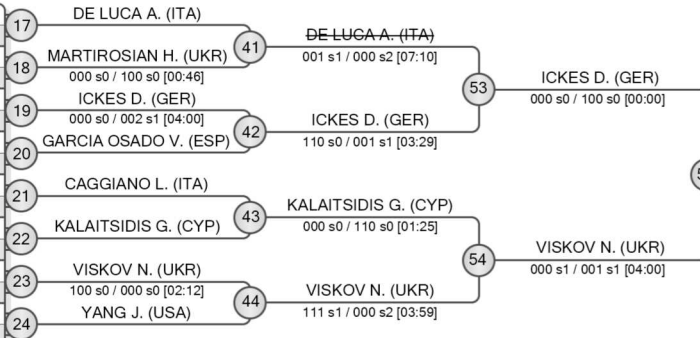 17
DE LUCA A. (ITA)
18
MARTIROSIAN H. (UKR)
000 s0 / 100 s0 [00:46]
41
DE LUCA A. (ITA)
001 s1 / 000 s2 [07:10]
19
ICKES D. (GER)
000 s0 / 002 s1 [04:00]
20
GARCIA OSADO V. (ESP)
42
ICKES D. (GER)
110 s0 / 001 s1 [03:29]
53
ICKES D. (GER)
000 s0 / 100 s0 [00:00]
21
CAGGIANO L. (ITA)
22
KALAITSIDIS G. (CYP)
43
KALAITSIDIS G. (CYP)
000 s0 / 110 s0 [01:25]
23
VISKOV N. (UKR)
100 s0 / 000 s0 [02:12]
24
YANG J. (USA)
44
VISKOV N. (UKR)
111 s1 / 000 s2 [03:59]
54
VISKOV N. (UKR)
000 s1 / 001 s1 [04:00]